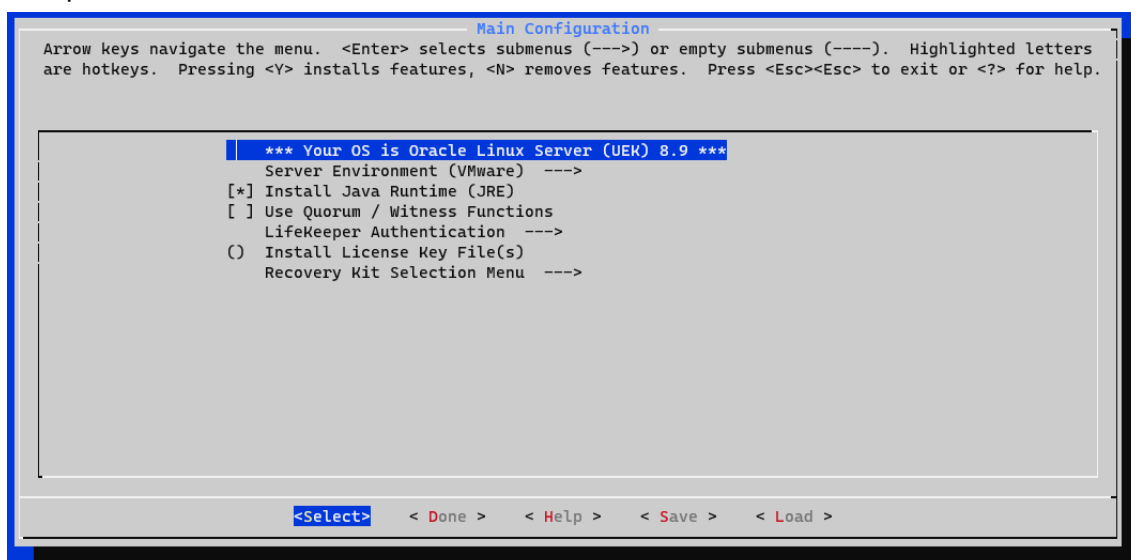 Main Configuration
Arrow keys navigate the menu. <Enter> selects submenus (--->) or empty submenus (----). Highlighted letters
are hotkeys. Pressing <Y> installs features, <N> removes features. Press <Esc><Esc> to exit or <?> for help.
*** Your OS is Oracle Linux Server (UEK) 8.9 ***
Server Environment (VMware) --->
[*] Install Java Runtime (JRE)
[ ] Use Quorum / Witness Functions
LifeKeeper Authentication --->
() Install License Key File(s)
Recovery Kit Selection Menu --->
<Select> < Done > < Help > < Save > < Load >